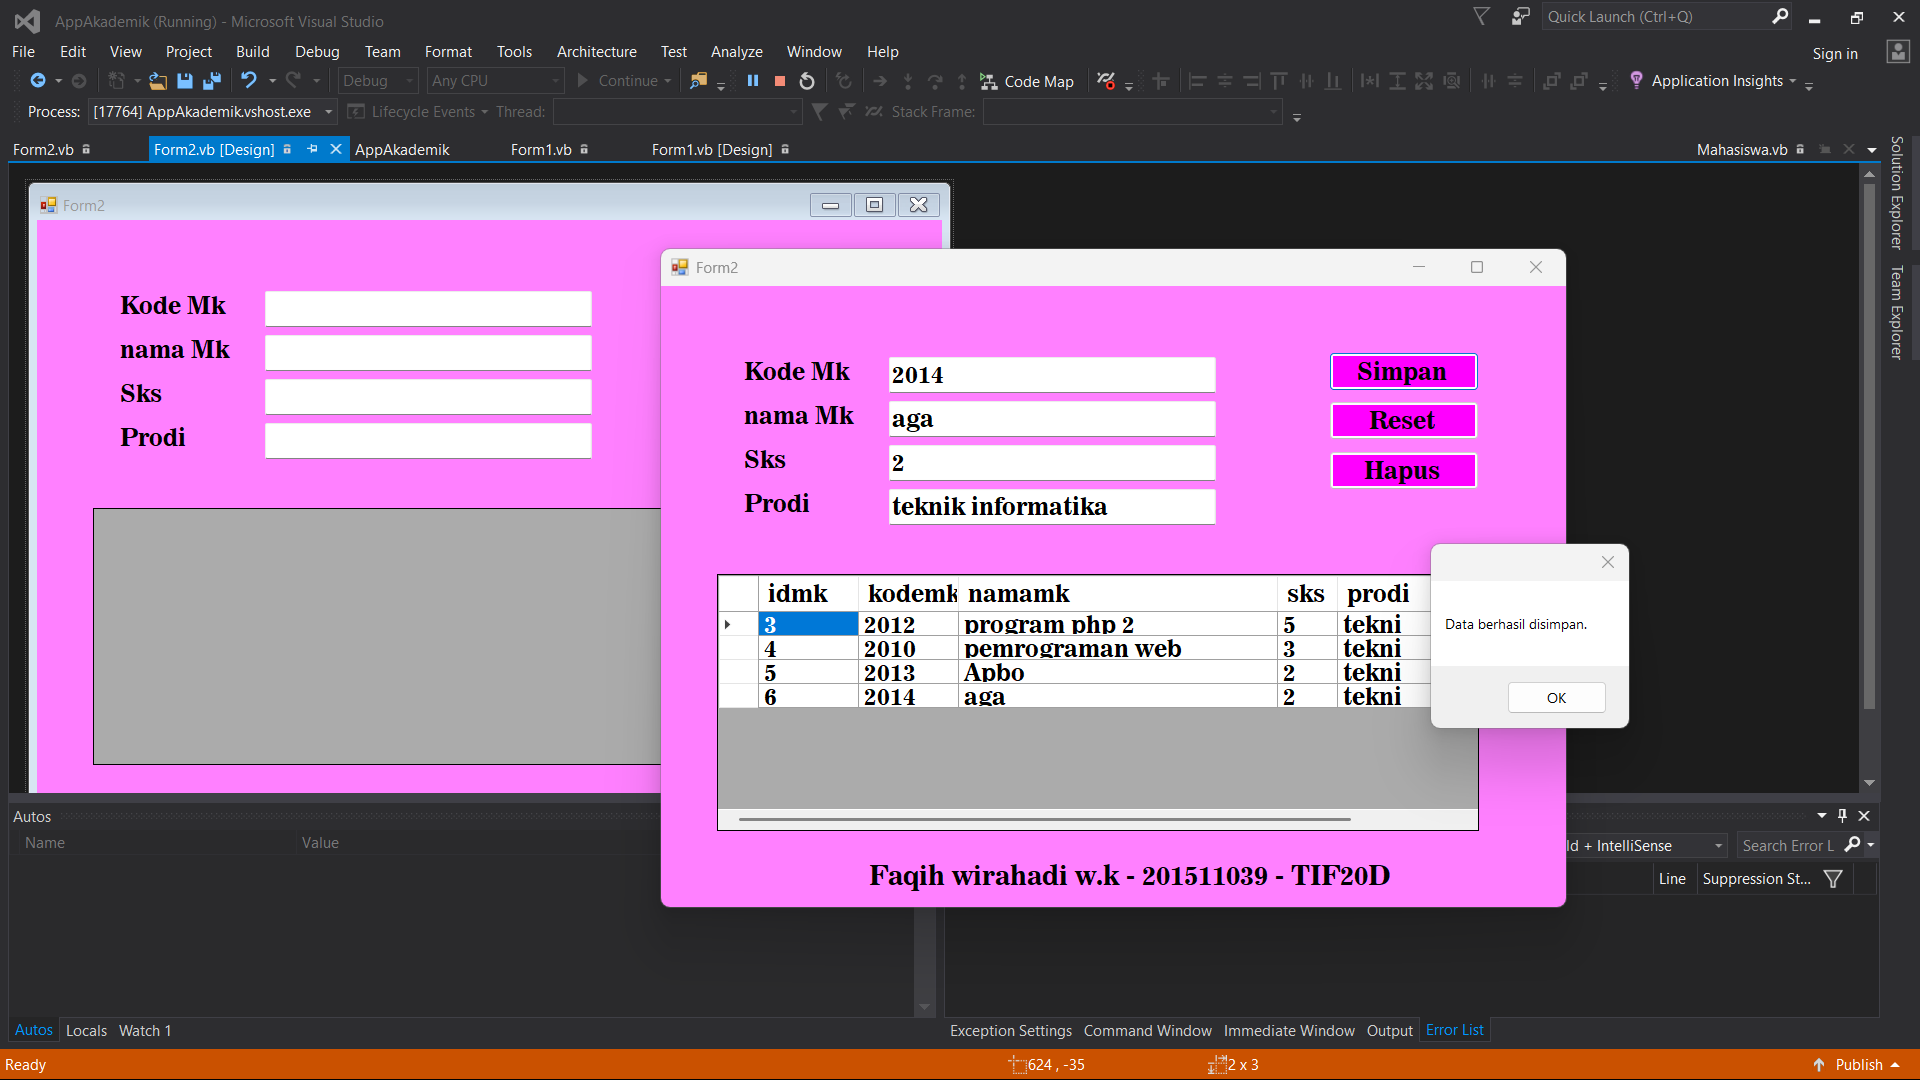 AppAkademik (Running) - Microsoft Visual Studio
Quick Launch (Ctrl+Q)
File Edit View Project Build Debug Team Format Tools Architecture Test Analyze Window Help
Sign in
Debug Any CPU Continue Code Map Application Insights
Process: [17764] AppAkademik.vshost.exe Lifecycle Events Thread: Stack Frame:
Form2.vb Form2.vb [Design] AppAkademik Form1.vb Form1.vb [Design] Mahasiswa.vb
Solution Explorer
Team Explorer
Form2
Kode Mk
nama Mk
Sks
Prodi
Form2
Kode Mk 2014 Simpan
nama Mk aga Reset
Sks 2 Hapus
Prodi teknik informatika
idmk kodemk namamk sks prodi
3 2012 program php 2 5 tekni
4 2010 pemrograman web 3 tekni
5 2013 Apbo 2 tekni
6 2014 aga 2 tekni
Data berhasil disimpan.
OK
Faqih wirahadi w.k - 201511039 - TIF20D
Autos
Name Value
ld + IntelliSense Search Error L
Line Suppression St...
Autos Locals Watch 1
Exception Settings Command Window Immediate Window Output Error List
Ready 624 , -35 2 x 3 Publish